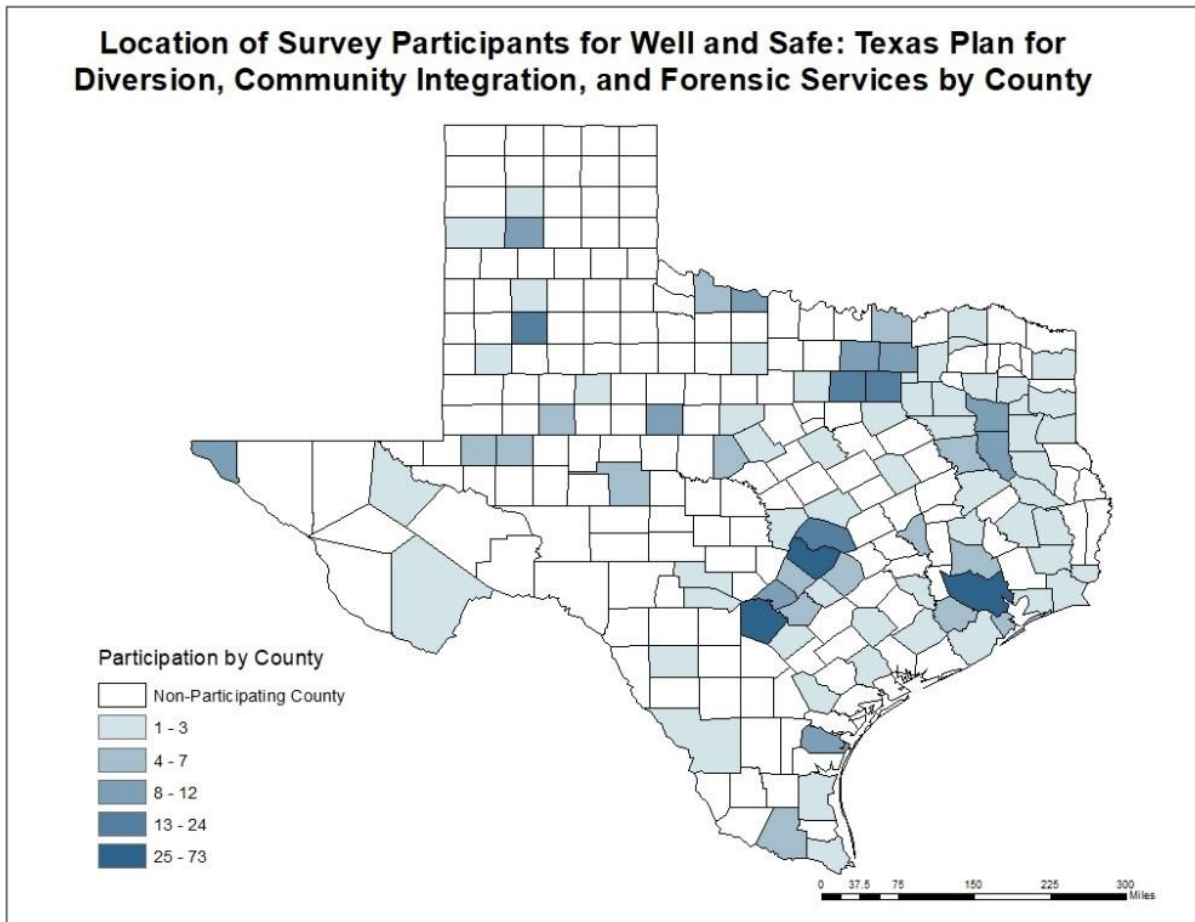 Location of Survey Participants for Well and Safe: Texas Plan for
Diversion, Community Integration, and Forensic Services by County
Participation by County
Non-Participating County
1 - 3
4 - 7
8 - 12
13 - 24
25 - 73
0 37.5 75 150 225 300
Miles